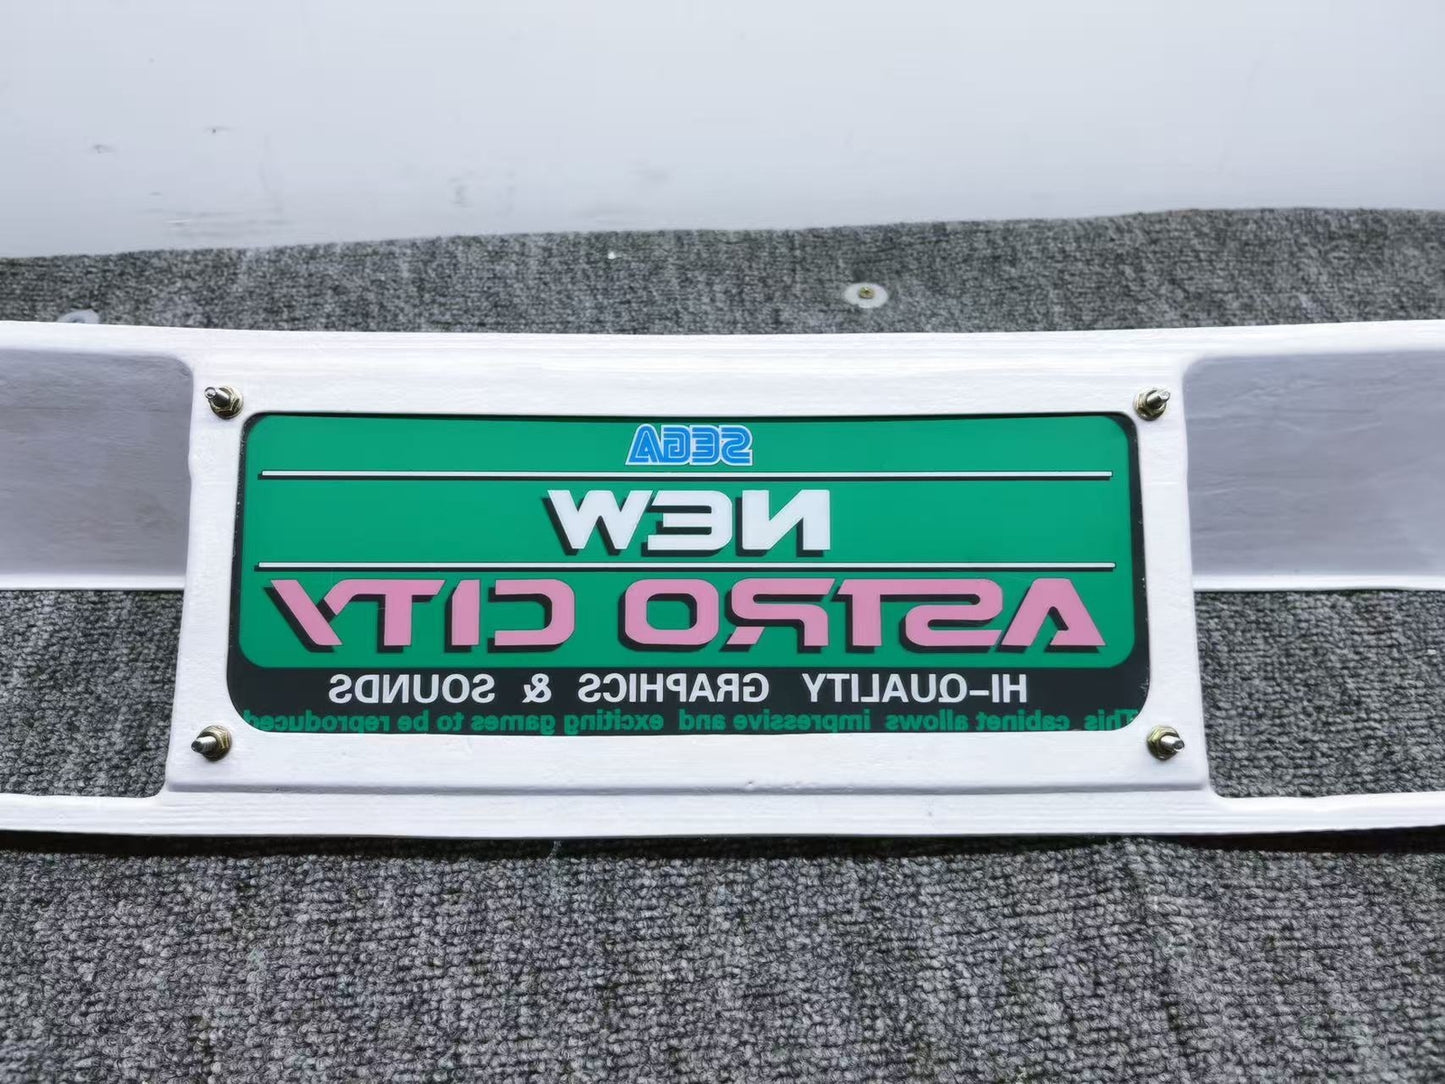 SEGA
NEW
ASTRO CITY
HI-QUALITY GRAPHICS & SOUNDS
This cabinet allows impressive and exciting games to be reproduced